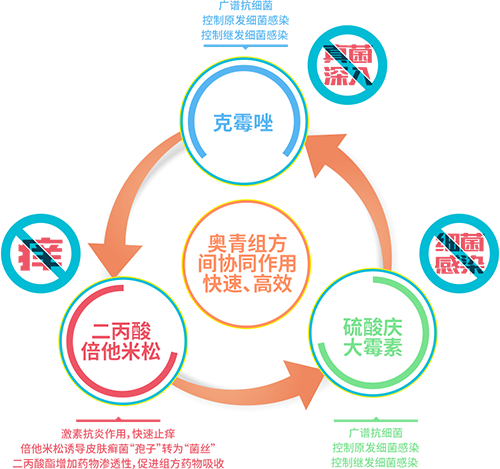 广谱抗细菌
控制原发细菌感染
控制继发细菌感染
真菌
深入
克霉唑
奥青组方
间协同作用
快速、高效
痒
细菌
感染
二丙酸
倍他米松
硫酸庆
大霉素
激素抗炎作用，快速止痒
倍他米松诱导皮肤癣菌“孢子”转为“菌丝”
二丙酸酯增加药物渗透性，促进组方药物吸收
广谱抗细菌
控制原发细菌感染
控制继发细菌感染